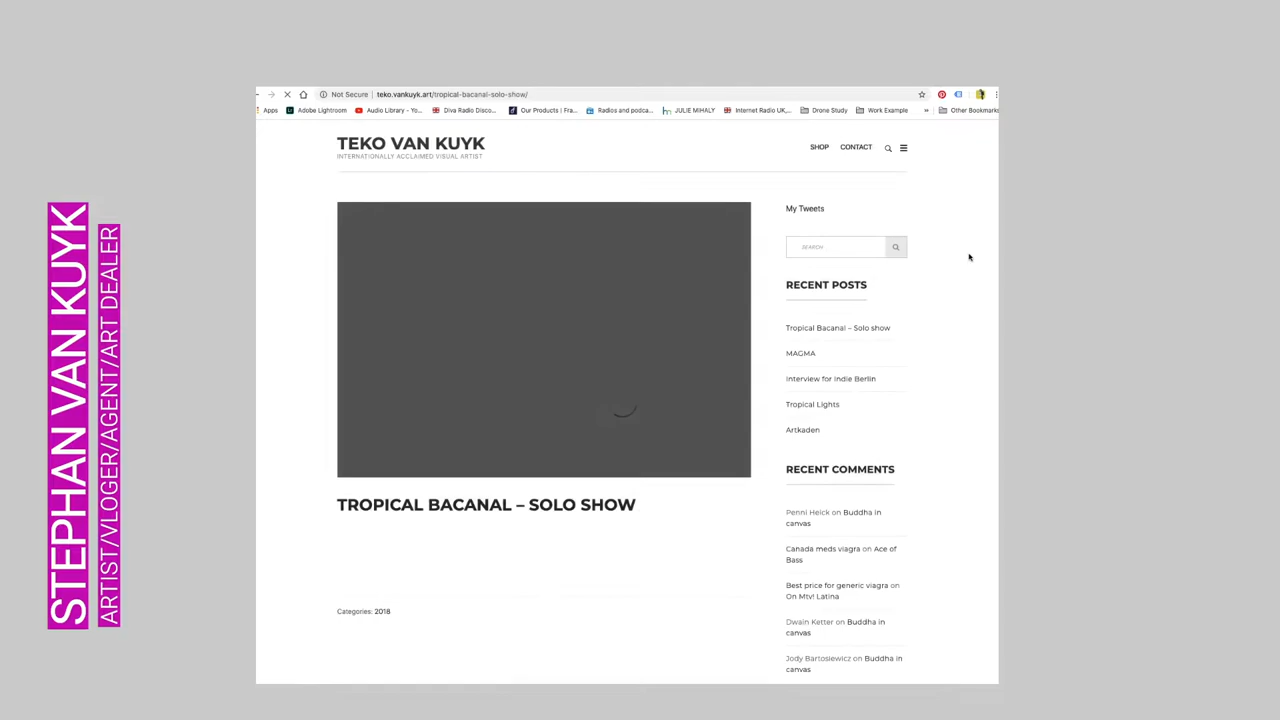 STEPHAN VAN KUYK
ARTIST/VLOGER/AGENT/ART DEALER
Not Secure | teko.vankuyk.art/tropical-bacanal-solo-show/
Apps Adobe Lightroom Audio Library - Yo... Diva Radio Disco... Our Products | Fra... Radios and podca... JULIE MIHALY Internet Radio UK,... Drone Study Work Example » Other Bookmarks
TEKO VAN KUYK
INTERNATIONALLY ACCLAIMED VISUAL ARTIST
SHOP CONTACT
TROPICAL BACANAL – SOLO SHOW
Categories: 2018
My Tweets
SEARCH ...
RECENT POSTS
Tropical Bacanal – Solo show
MAGMA
Interview for Indie Berlin
Tropical Lights
Artkaden
RECENT COMMENTS
Penni Heick on Buddha in
canvas
Canada meds viagra on Ace of
Bass
Best price for generic viagra on
On Mtv! Latina
Dwain Ketter on Buddha in
canvas
Jody Bartosiewicz on Buddha in
canvas